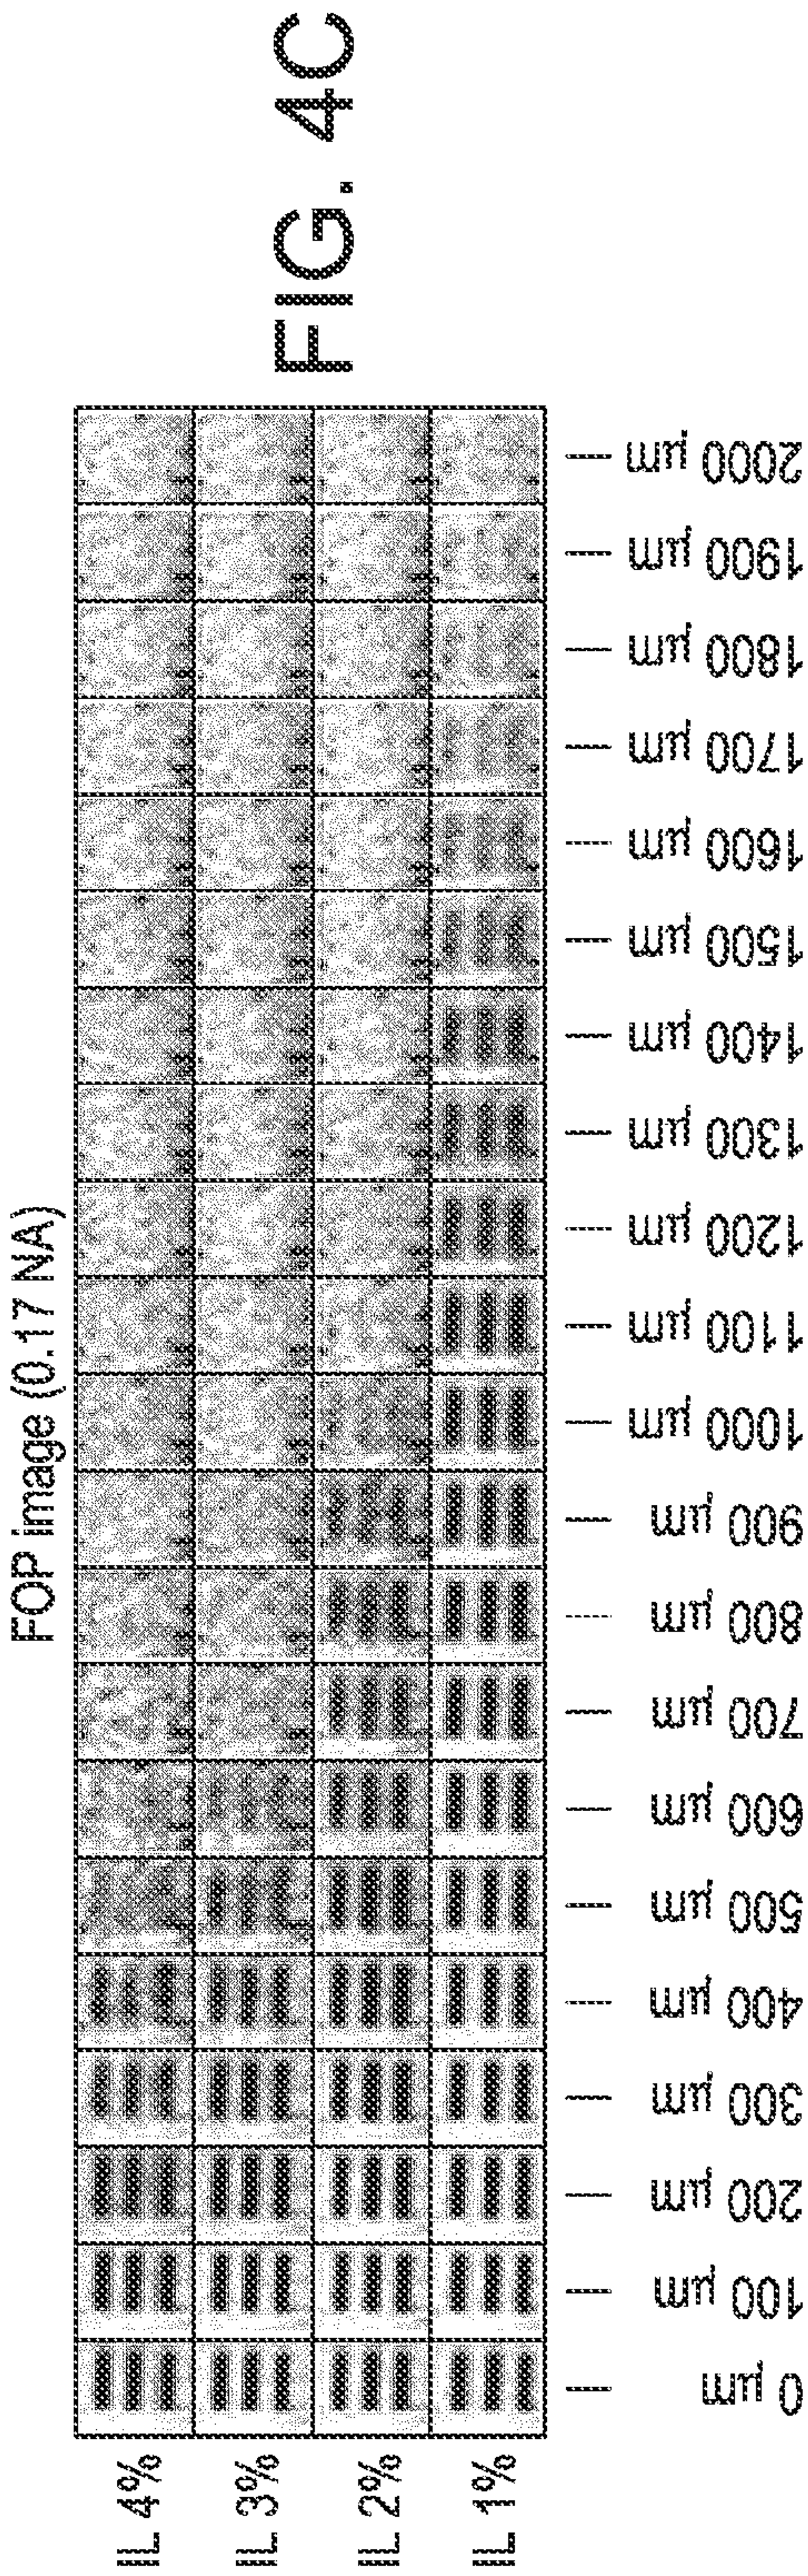 FIG. 4C
FOP image (0.17 NA)
IL 4%
IL 3%
IL 2%
IL 1%
0 µm
100 µm
200 µm
300 µm
400 µm
500 µm
600 µm
700 µm
800 µm
900 µm
1000 µm
1100 µm
1200 µm
1300 µm
1400 µm
1500 µm
1600 µm
1700 µm
1800 µm
1900 µm
2000 µm